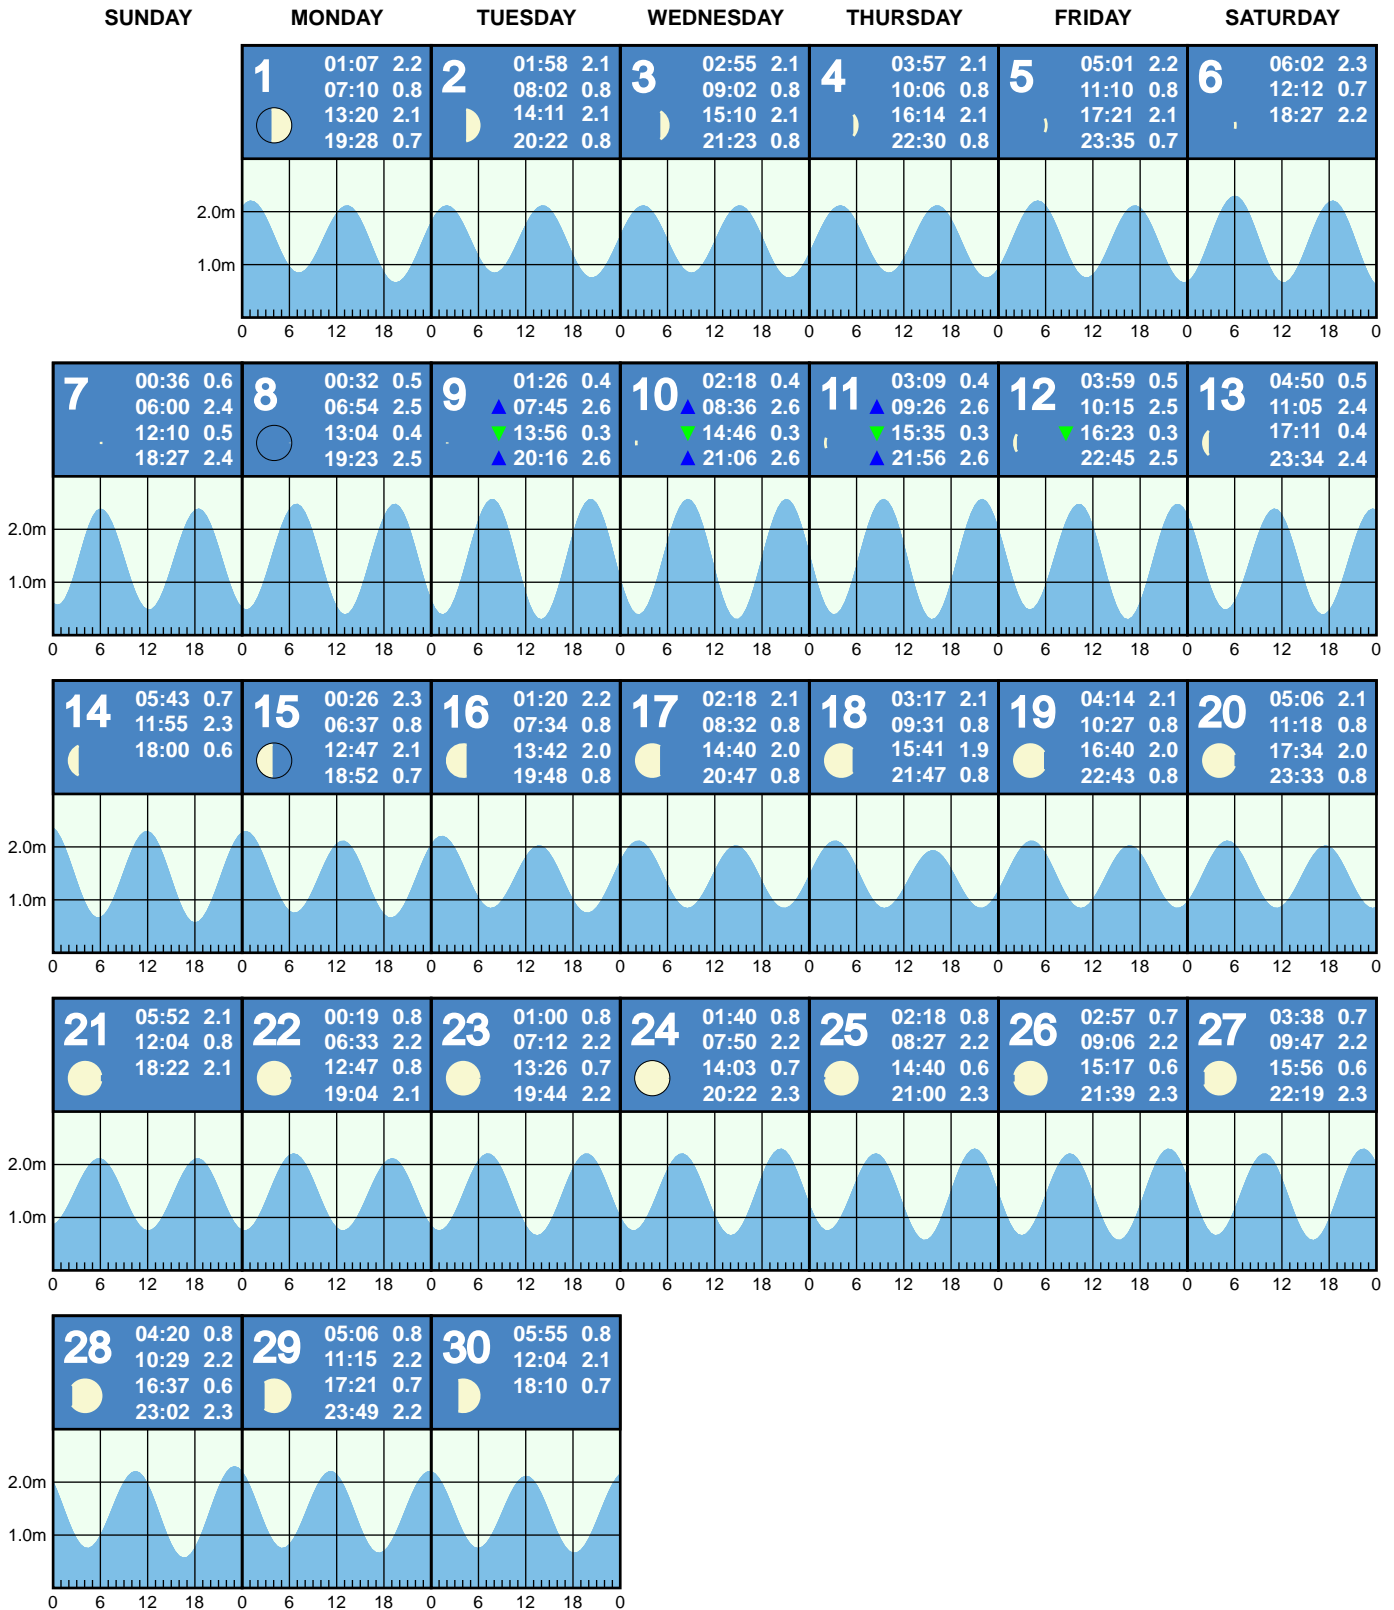 SUNDAY MONDAY TUESDAY WEDNESDAY THURSDAY FRIDAY SATURDAY
1 01:07 2.2
07:10 0.8
13:20 2.1
19:28 0.7
2 01:58 2.1
08:02 0.8
14:11 2.1
20:22 0.8
3 02:55 2.1
09:02 0.8
15:10 2.1
21:23 0.8
4 03:57 2.1
10:06 0.8
16:14 2.1
22:30 0.8
5 05:01 2.2
11:10 0.8
17:21 2.1
23:35 0.7
6 06:02 2.3
12:12 0.7
18:27 2.2
2.0m
1.0m
0 6 12 18 0 6 12 18 0 6 12 18 0 6 12 18 0 6 12 18 0 6 12 18 0
7 00:36 0.6
06:00 2.4
12:10 0.5
18:27 2.4
8 00:32 0.5
06:54 2.5
13:04 0.4
19:23 2.5
9 01:26 0.4
07:45 2.6
13:56 0.3
20:16 2.6
10 02:18 0.4
08:36 2.6
14:46 0.3
21:06 2.6
11 03:09 0.4
09:26 2.6
15:35 0.3
21:56 2.6
12 03:59 0.5
10:15 2.5
16:23 0.3
22:45 2.5
13 04:50 0.5
11:05 2.4
17:11 0.4
23:34 2.4
2.0m
1.0m
0 6 12 18 0 6 12 18 0 6 12 18 0 6 12 18 0 6 12 18 0 6 12 18 0 6 12 18 0
14 05:43 0.7
11:55 2.3
18:00 0.6
15 00:26 2.3
06:37 0.8
12:47 2.1
18:52 0.7
16 01:20 2.2
07:34 0.8
13:42 2.0
19:48 0.8
17 02:18 2.1
08:32 0.8
14:40 2.0
20:47 0.8
18 03:17 2.1
09:31 0.8
15:41 1.9
21:47 0.8
19 04:14 2.1
10:27 0.8
16:40 2.0
22:43 0.8
20 05:06 2.1
11:18 0.8
17:34 2.0
23:33 0.8
2.0m
1.0m
0 6 12 18 0 6 12 18 0 6 12 18 0 6 12 18 0 6 12 18 0 6 12 18 0 6 12 18 0
21 05:52 2.1
12:04 0.8
18:22 2.1
22 00:19 0.8
06:33 2.2
12:47 0.8
19:04 2.1
23 01:00 0.8
07:12 2.2
13:26 0.7
19:44 2.2
24 01:40 0.8
07:50 2.2
14:03 0.7
20:22 2.3
25 02:18 0.8
08:27 2.2
14:40 0.6
21:00 2.3
26 02:57 0.7
09:06 2.2
15:17 0.6
21:39 2.3
27 03:38 0.7
09:47 2.2
15:56 0.6
22:19 2.3
2.0m
1.0m
0 6 12 18 0 6 12 18 0 6 12 18 0 6 12 18 0 6 12 18 0 6 12 18 0 6 12 18 0
28 04:20 0.8
10:29 2.2
16:37 0.6
23:02 2.3
29 05:06 0.8
11:15 2.2
17:21 0.7
23:49 2.2
30 05:55 0.8
12:04 2.1
18:10 0.7
2.0m
1.0m
0 6 12 18 0 6 12 18 0 6 12 18 0